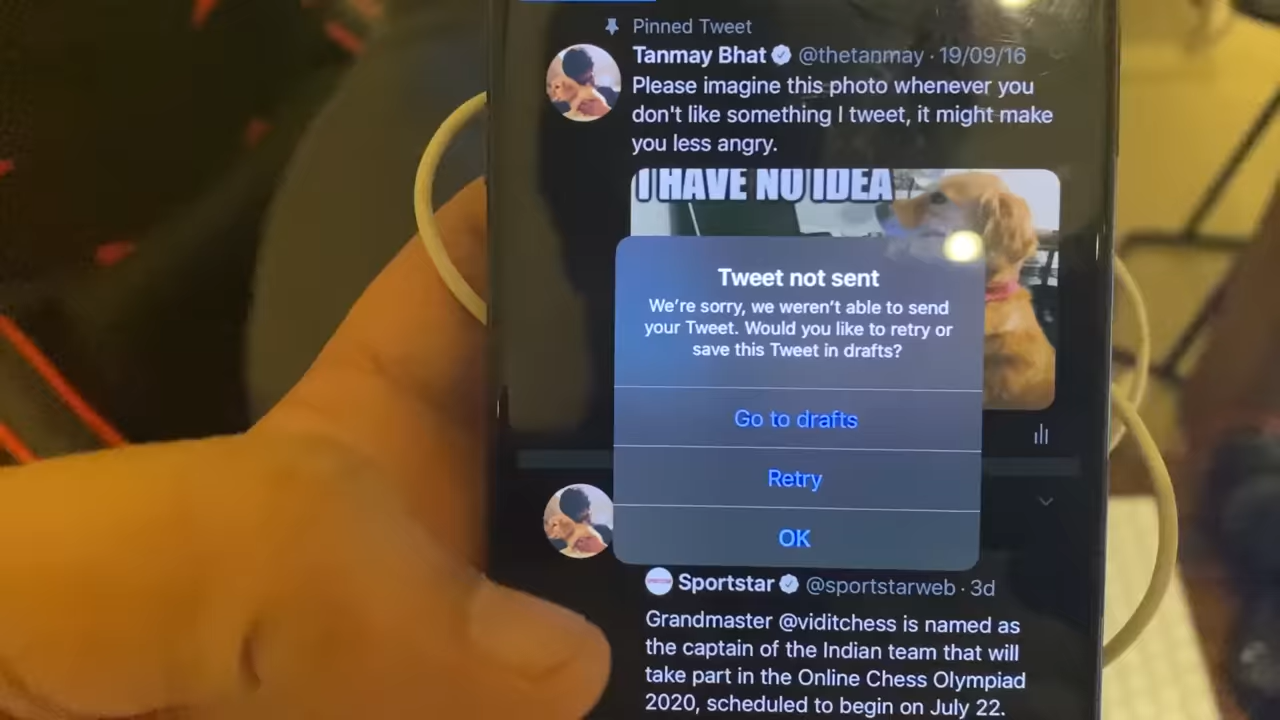 Pinned Tweet
Tanmay Bhat @thetanmay · 19/09/16
Please imagine this photo whenever you
don't like something I tweet, it might make
you less angry.
I HAVE NO IDEA
Tweet not sent
We're sorry, we weren't able to send
your Tweet. Would you like to retry or
save this Tweet in drafts?
Go to drafts
Retry
OK
Sportstar @sportstarweb · 3d
Grandmaster @viditchess is named as
the captain of the Indian team that will
take part in the Online Chess Olympiad
2020, scheduled to begin on July 22.